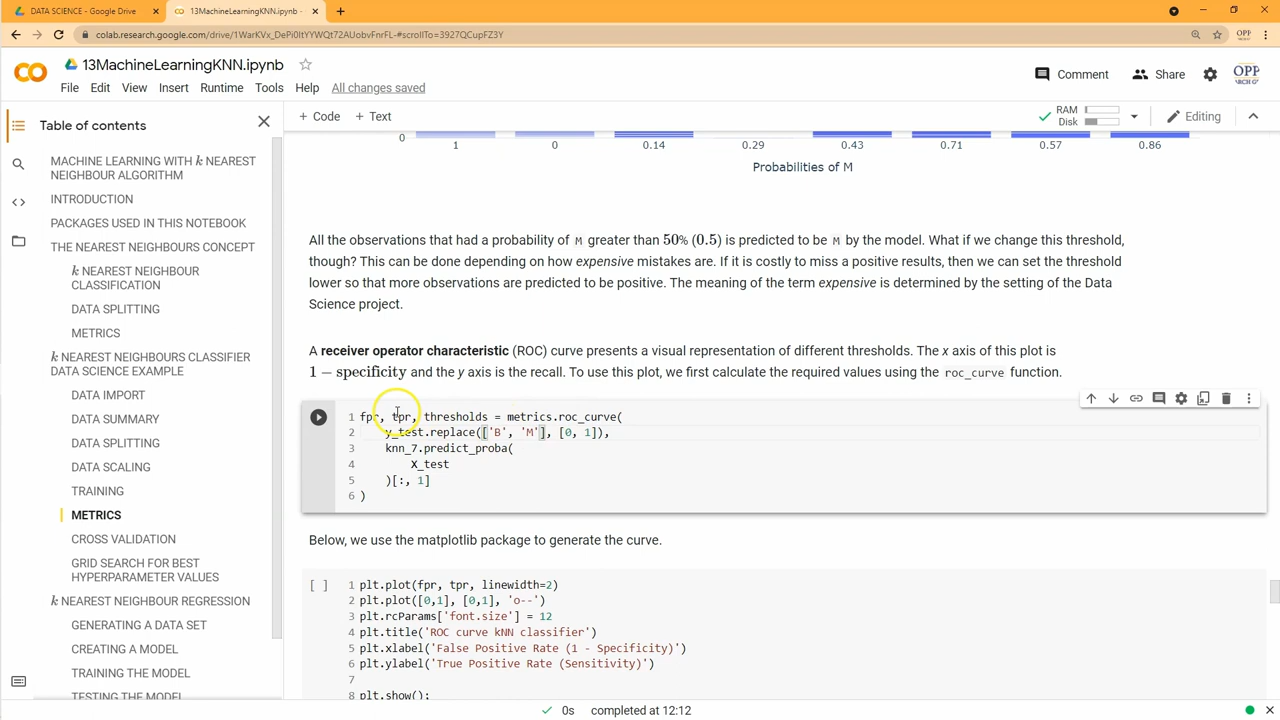 DATA SCIENCE - Google Drive
13MachineLearningKNN.ipynb -
colab.research.google.com/drive/1WarKVx_DePi0ItYYWQt72AUobvFnrFL-#scrollTo=3927QCupFZ3Y
13MachineLearningKNN.ipynb
Comment
Share
File Edit View Insert Runtime Tools Help All changes saved
Table of contents
+ Code + Text
RAM
Disk
Editing
MACHINE LEARNING WITH k NEAREST
NEIGHBOUR ALGORITHM
INTRODUCTION
PACKAGES USED IN THIS NOTEBOOK
THE NEAREST NEIGHBOURS CONCEPT
k NEAREST NEIGHBOUR
CLASSIFICATION
DATA SPLITTING
METRICS
k NEAREST NEIGHBOURS CLASSIFIER
DATA SCIENCE EXAMPLE
DATA IMPORT
DATA SUMMARY
DATA SPLITTING
DATA SCALING
TRAINING
METRICS
CROSS VALIDATION
GRID SEARCH FOR BEST
HYPERPARAMETER VALUES
k NEAREST NEIGHBOUR REGRESSION
GENERATING A DATA SET
CREATING A MODEL
TRAINING THE MODEL
TESTING THE MODEL
0
1 0 0.14 0.29 0.43 0.71 0.57 0.86
Probabilities of M
All the observations that had a probability of M greater than 50% (0.5) is predicted to be M by the model. What if we change this threshold,
though? This can be done depending on how expensive mistakes are. If it is costly to miss a positive results, then we can set the threshold
lower so that more observations are predicted to be positive. The meaning of the term expensive is determined by the setting of the Data
Science project.
A receiver operator characteristic (ROC) curve presents a visual representation of different thresholds. The x axis of this plot is
1 − specificity and the y axis is the recall. To use this plot, we first calculate the required values using the roc_curve function.
1 fpr, tpr, thresholds = metrics.roc_curve(
2 y_test.replace(['B', 'M'], [0, 1]),
3 knn_7.predict_proba(
4 X_test
5 )[:, 1]
6 )
Below, we use the matplotlib package to generate the curve.
[ ] 1 plt.plot(fpr, tpr, linewidth=2)
2 plt.plot([0,1], [0,1], 'o--')
3 plt.rcParams['font.size'] = 12
4 plt.title('ROC curve kNN classifier')
5 plt.xlabel('False Positive Rate (1 - Specificity)')
6 plt.ylabel('True Positive Rate (Sensitivity)')
7
8 plt.show();
0s completed at 12:12